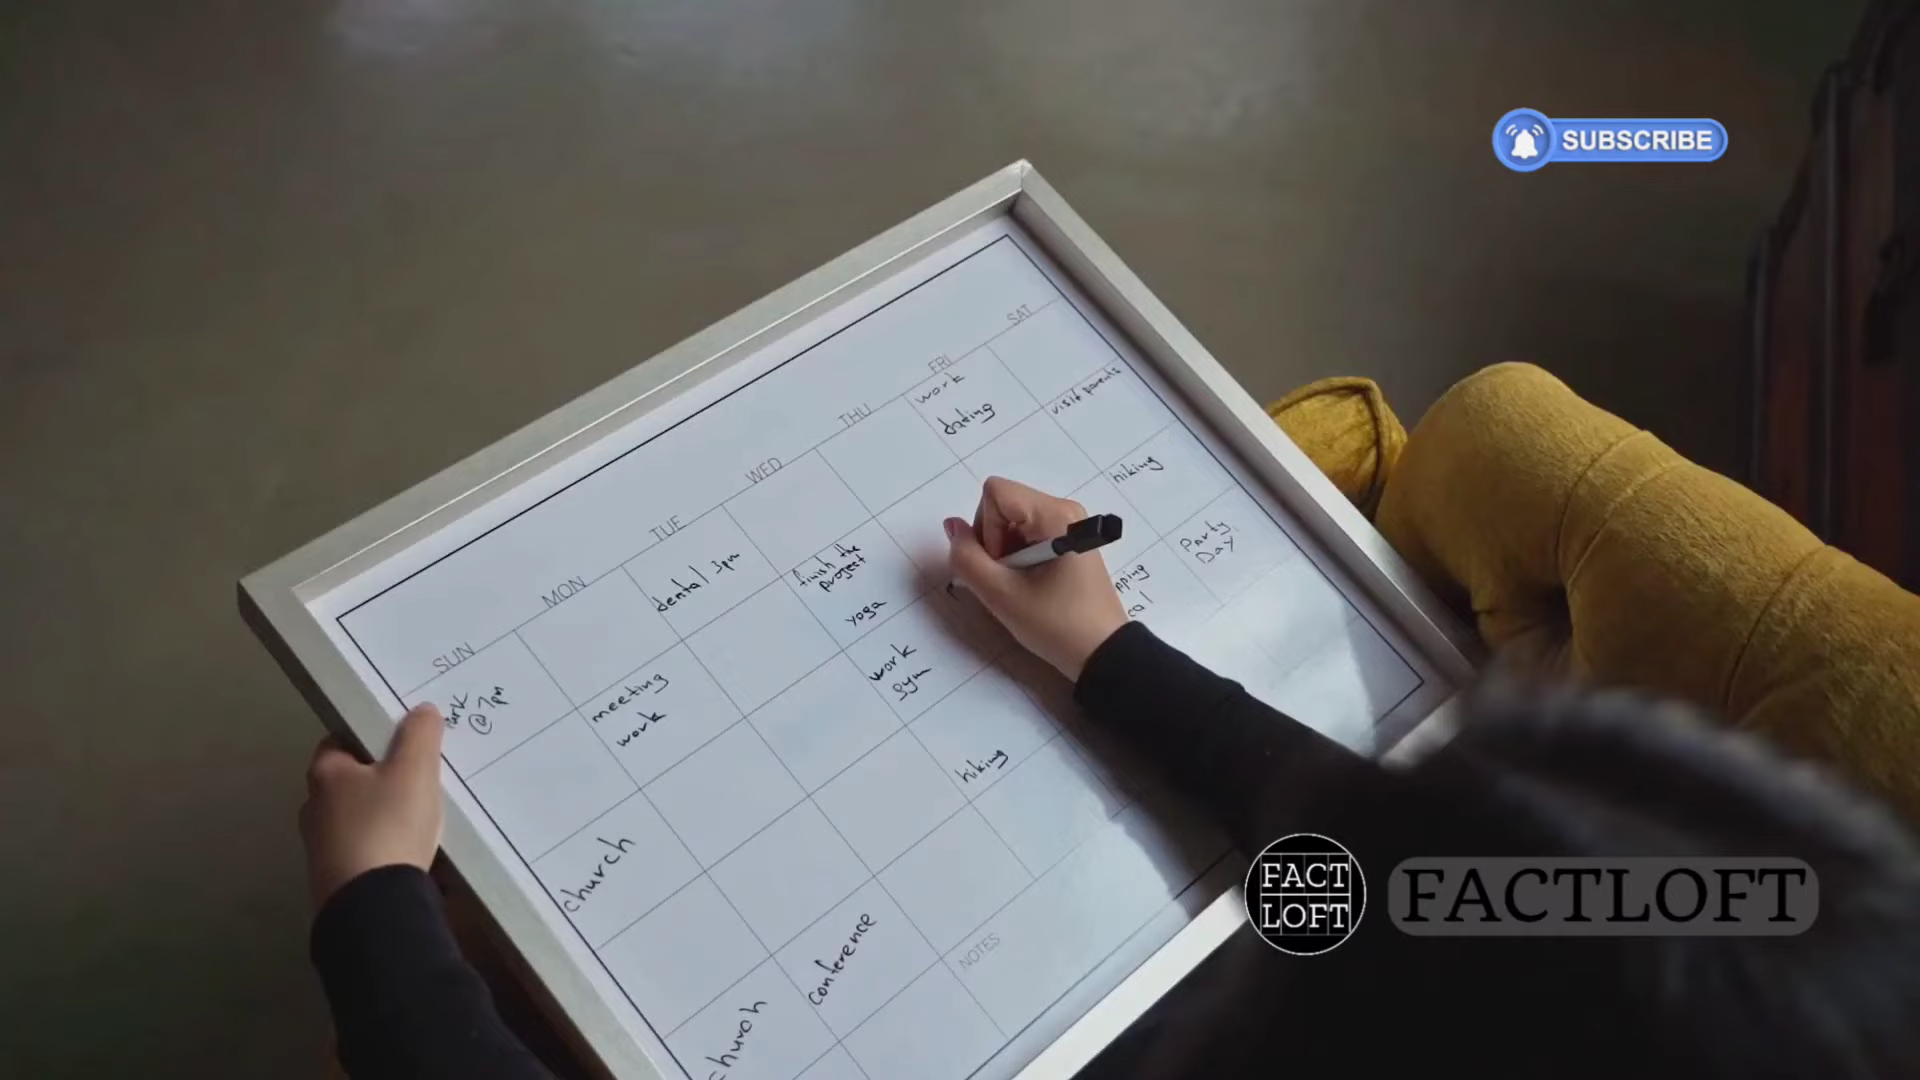 SUBSCRIBE
SUN
MON
TUE
WED
THU
FRI
SAT
@7pm
dental 3pm
work
dating
meeting
work
finish the
project
yoga
visit parents
church
work
gym
hiking
Party
Day
church
conference
hiking
NOTES
FACT
LOFT
FACTLOFT